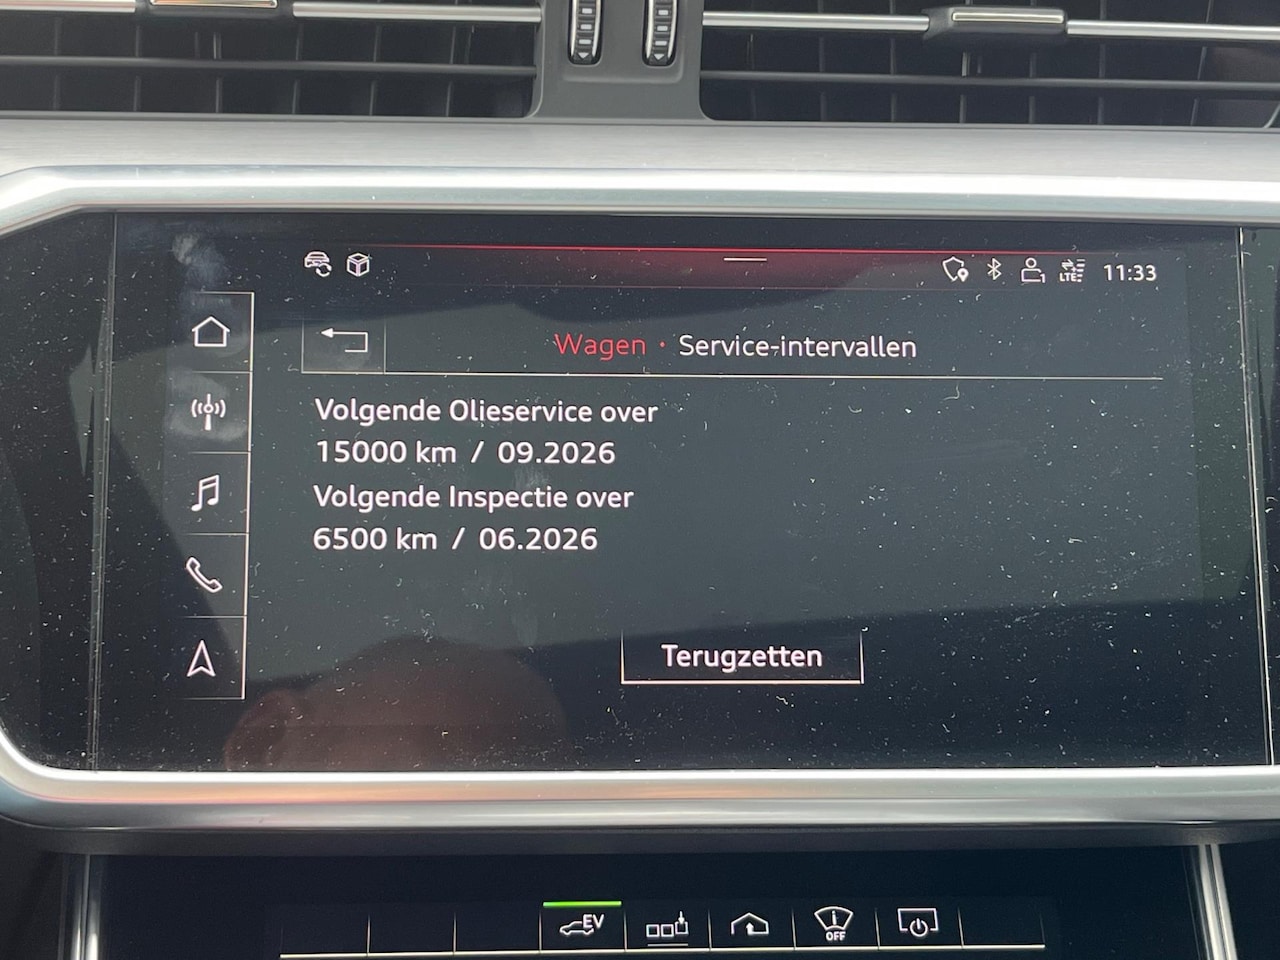 LTE
11:33
Wagen · Service-intervallen
Volgende Olieservice over
15000 km / 09.2026
Volgende Inspectie over
6500 km / 06.2026
Terugzetten
EV
OFF